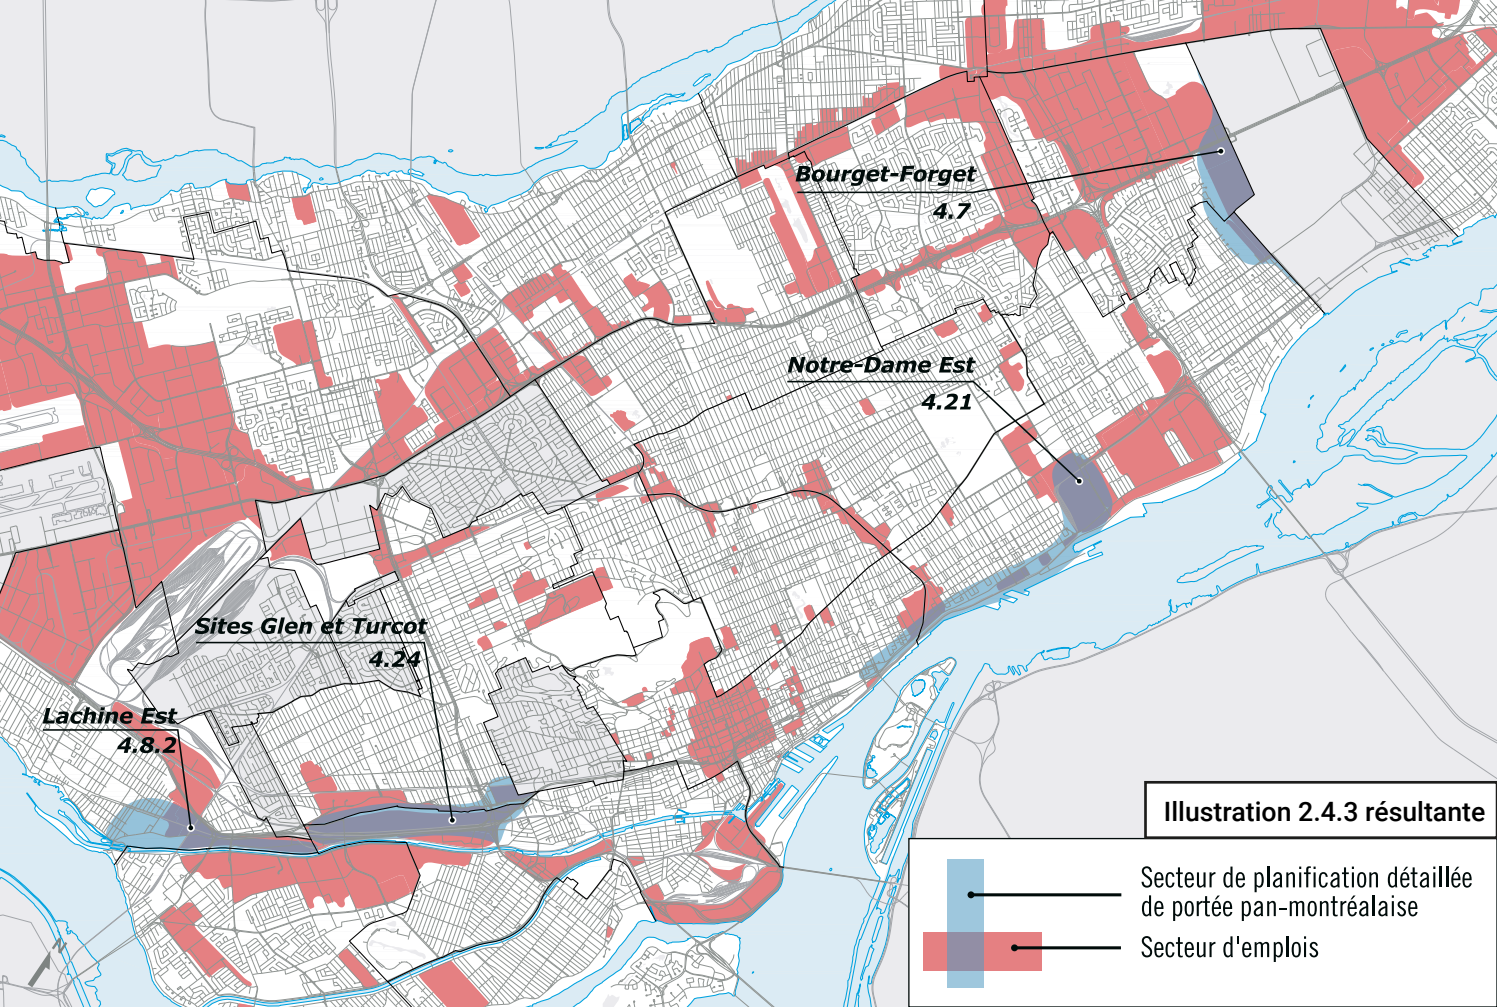 Bourget-Forget
4.7
Notre-Dame Est
4.21
Sites Glen et Turcot
4.24
Lachine Est
4.8.2
N
Illustration 2.4.3 résultante
Secteur de planification détaillée
de portée pan-montréalaise
Secteur d'emplois